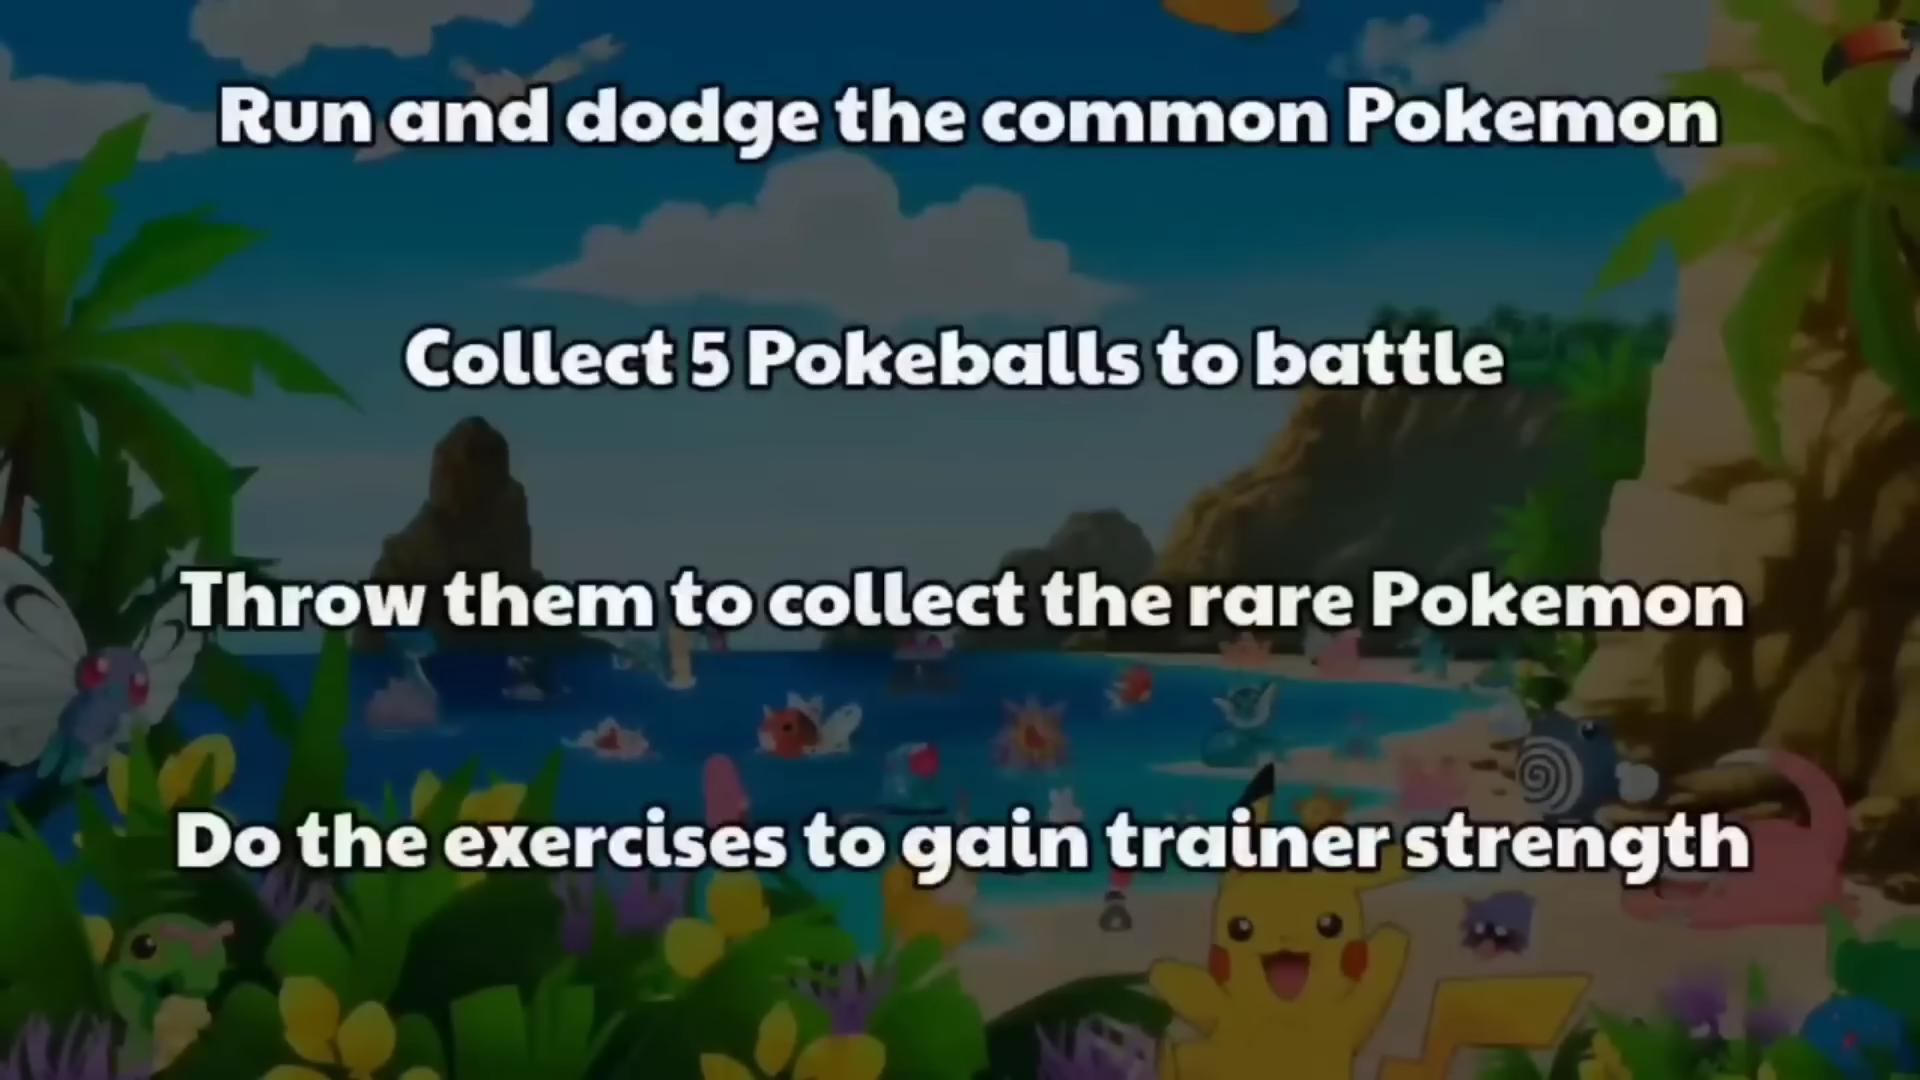 Run and dodge the common Pokemon
Collect 5 Pokeballs to battle
Throw them to collect the rare Pokemon
Do the exercises to gain trainer strength